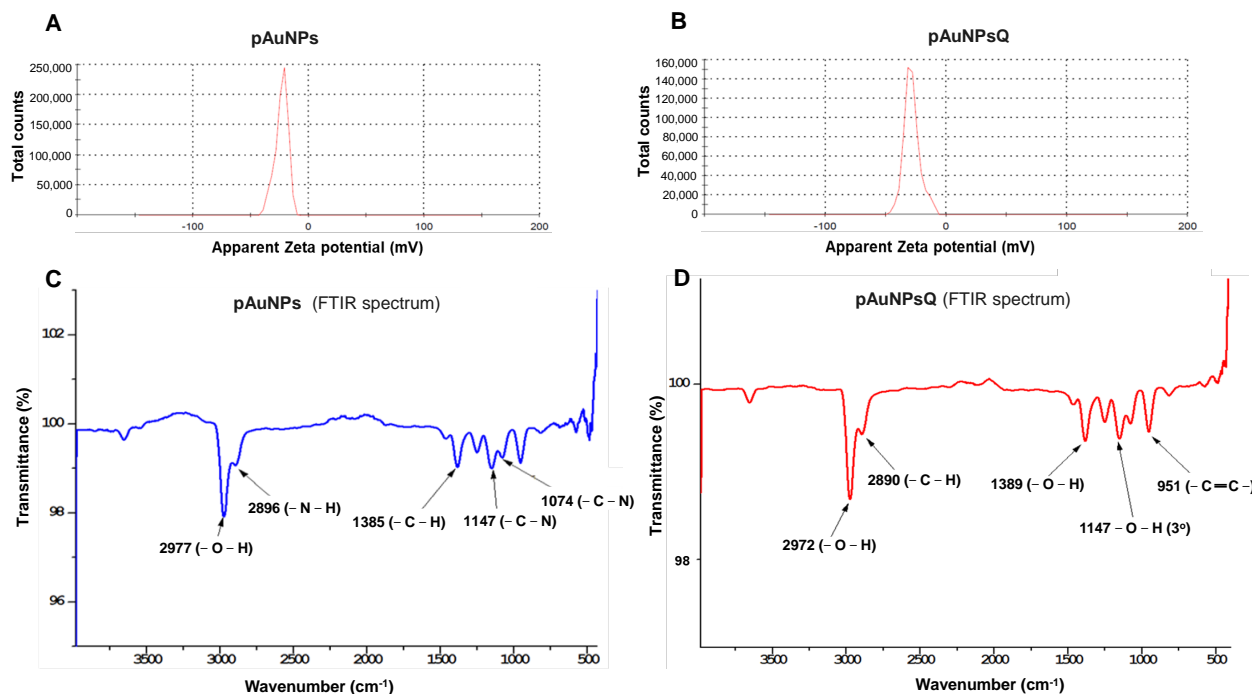 A
pAuNPs
250,000
200,000
150,000
100,000
50,000
0
Total counts
-100
0
100
200
Apparent Zeta potential (mV)
B
pAuNPsQ
160,000
140,000
120,000
100,000
80,000
60,000
40,000
20,000
0
Total counts
-100
0
100
200
Apparent Zeta potential (mV)
C
pAuNPs (FTIR spectrum)
102
100
98
96
Transmittance (%)
2896 (– N – H)
2977 (– O – H)
1385 (– C – H)
1147 (– C – N)
1074 (– C – N)
3500
3000
2500
2000
1500
1000
500
Wavenumber (cm⁻¹)
D
pAuNPsQ (FTIR spectrum)
100
98
Transmittance (%)
2890 (– C – H)
2972 (– O – H)
1389 (– O – H)
1147 – O – H (3º)
951 (– C═C –)
3500
3000
2500
2000
1500
1000
500
Wavenumber (cm⁻¹)